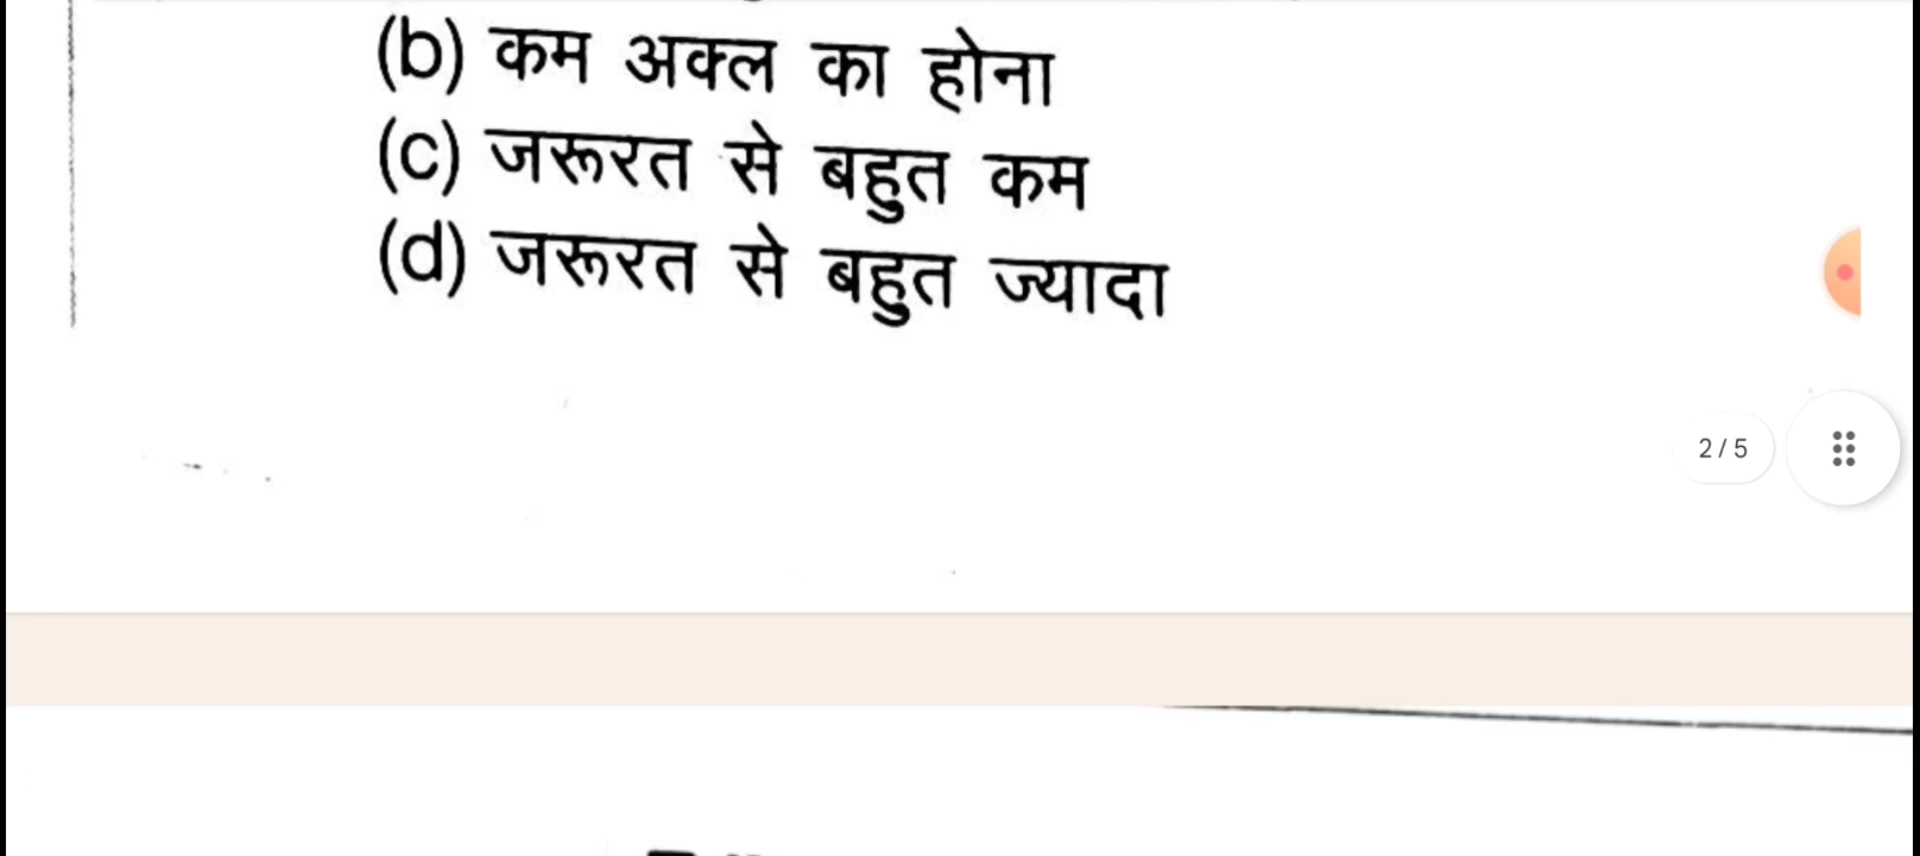 (b) कम अक्ल का होना
(c) जरूरत से बहुत कम
(d) जरूरत से बहुत ज्यादा
2 / 5